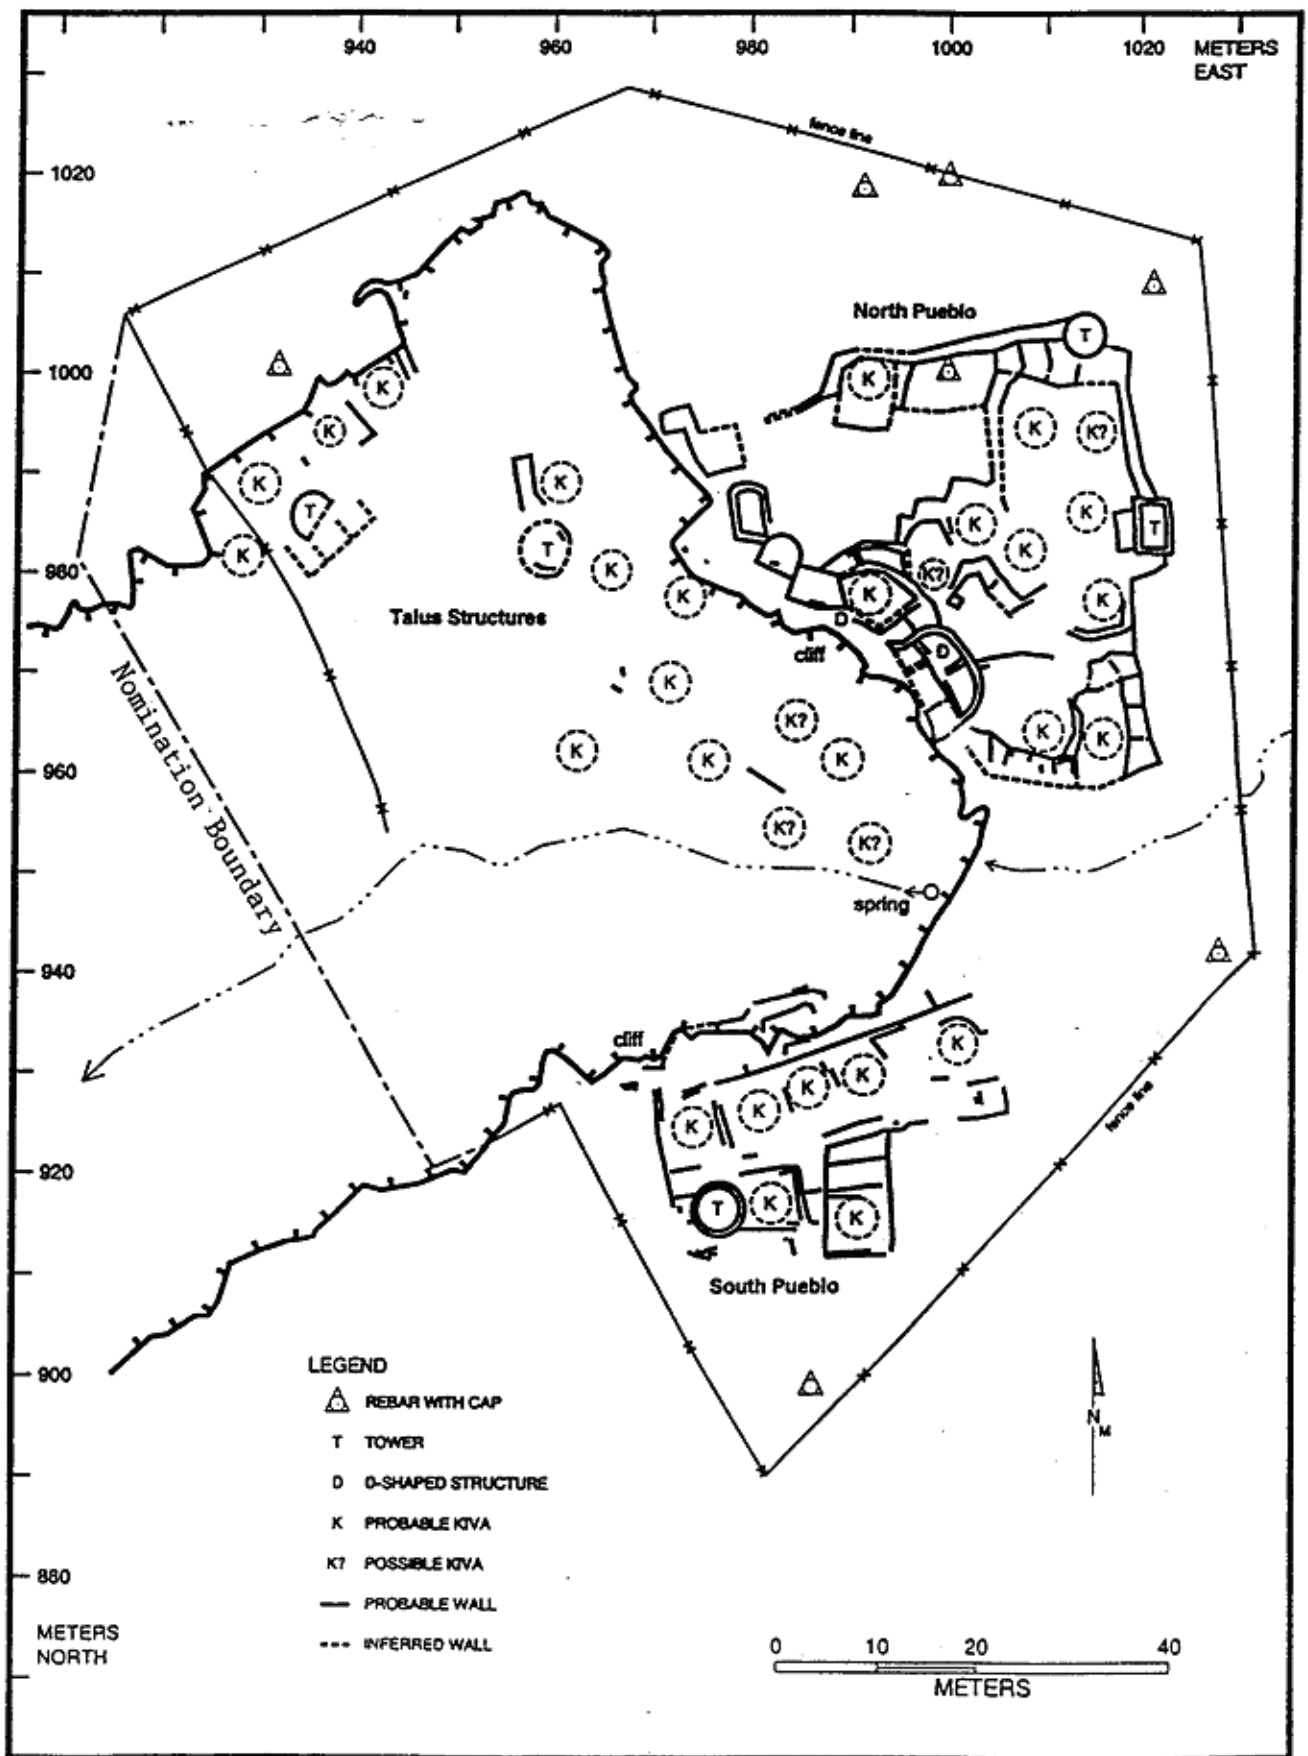 940 960 980 1000 1020 METERS
EAST
fence line
1020
North Pueblo
T
1000
K
K
K
K
K?
K
K
T
K
K
T
K
T
K
K
980
K
K?
K
K
K
Talus Structures
D
cliff
D
K
K?
K
K
960
K
K
K
Nomination Boundary
K?
K?
spring
940
cliff
K
K
K
K
K
fence line
920
T
K
K
South Pueblo
900
LEGEND
REBAR WITH CAP
T TOWER
D D-SHAPED STRUCTURE
K PROBABLE KIVA
K? POSSIBLE KIVA
PROBABLE WALL
INFERRED WALL
N
M
880
METERS
NORTH
0 10 20 40
METERS